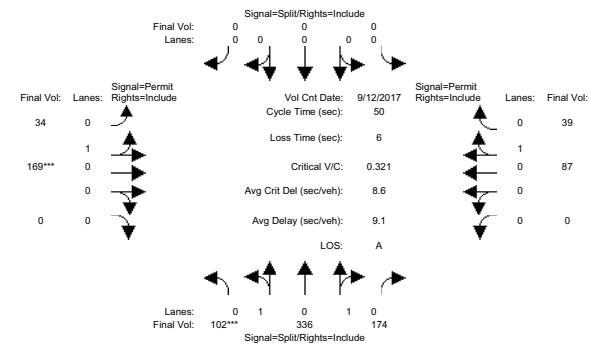 Signal=Split/Rights=Include
Final Vol: 0 0 0
Lanes: 0 0 0 0 0
Signal=Permit
Final Vol: Lanes: Rights=Include
Vol Cnt Date: 9/12/2017
Signal=Permit
Rights=Include Lanes: Final Vol:
Cycle Time (sec): 50
34 0
0 39
Loss Time (sec): 6
1
1
169*** 0
Critical V/C: 0.321
0 87
0
Avg Crit Del (sec/veh): 8.6
0
0 0
Avg Delay (sec/veh): 9.1
0 0
LOS: A
Lanes: 0 1 0 1 0
Final Vol: 102*** 336 174
Signal=Split/Rights=Include